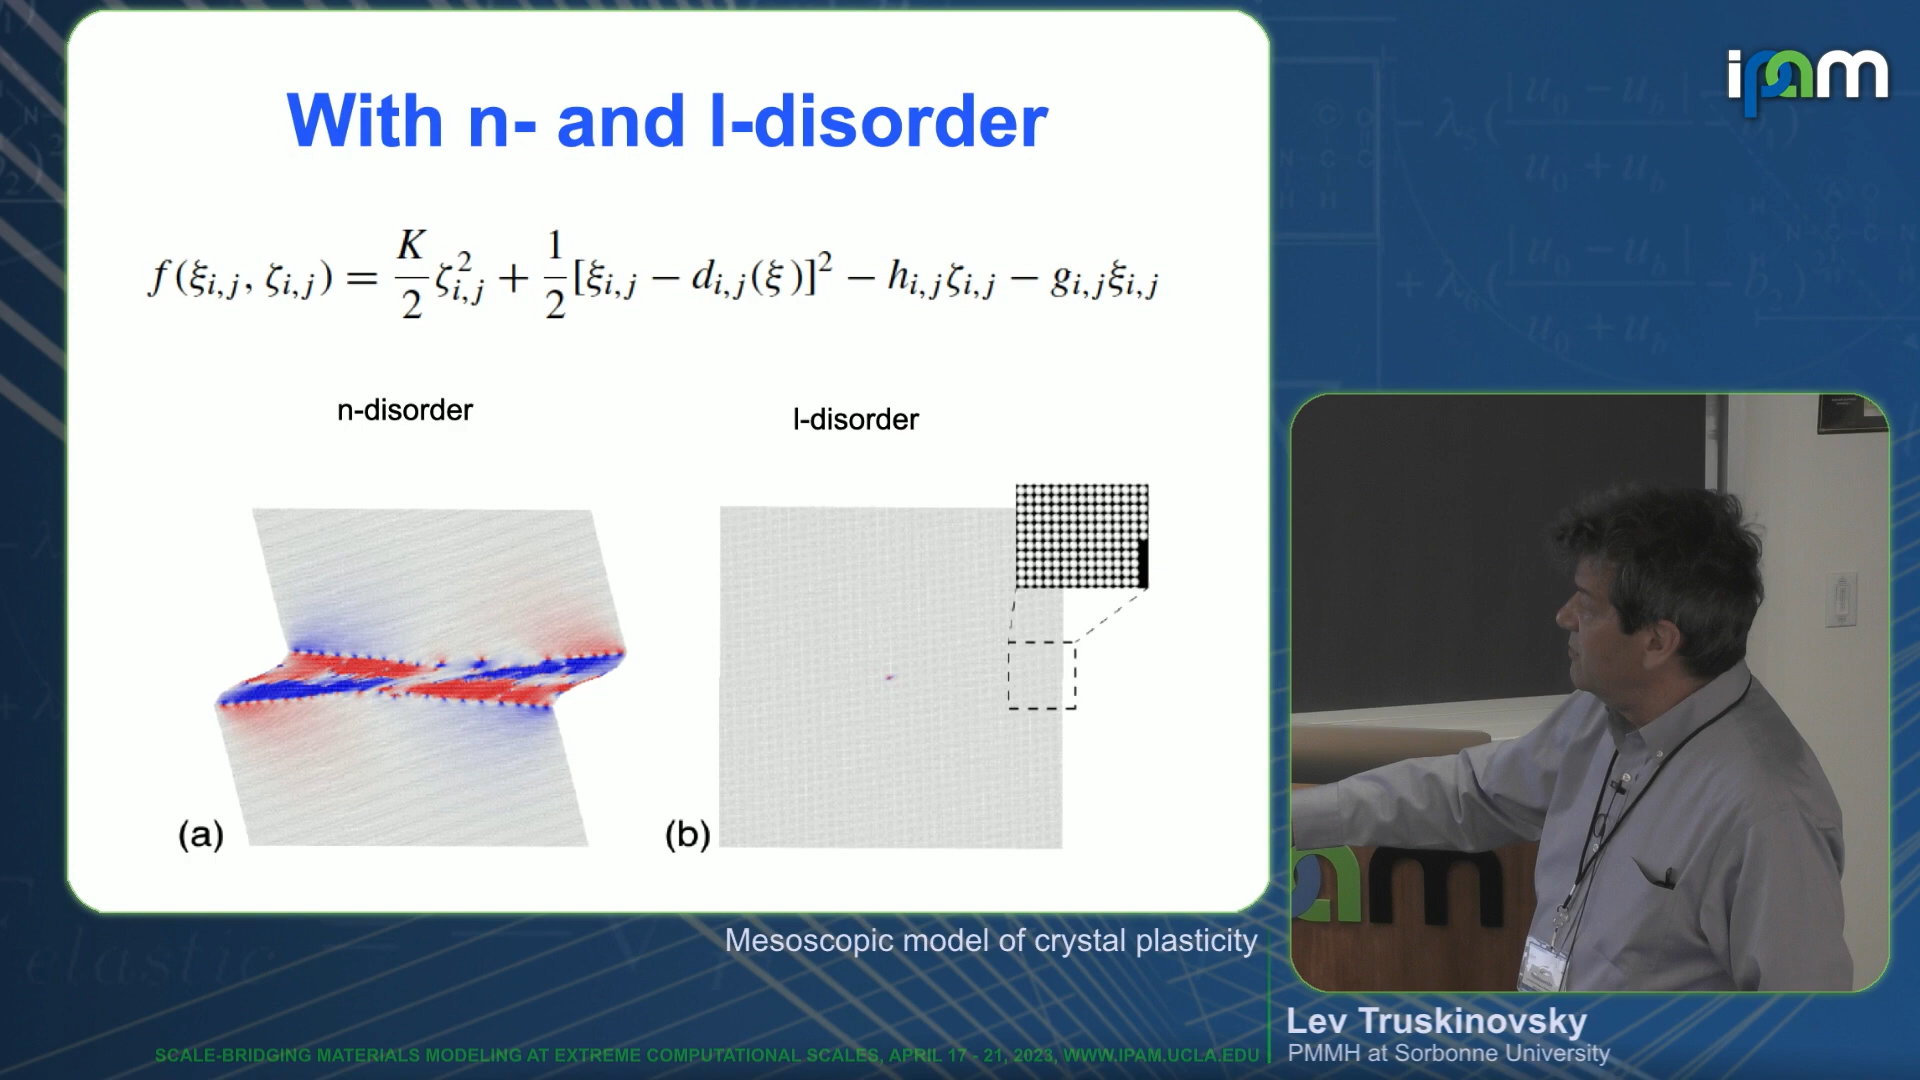 With n- and l-disorder
f(ξi,j, ζi,j) = K/2 ζ²i,j + 1/2 [ξi,j − di,j(ξ)]² − hi,jζi,j − gi,jξi,j
n-disorder
l-disorder
(a)
(b)
ipam
am
Mesoscopic model of crystal plasticity
Lev Truskinovsky
PMMH at Sorbonne University
SCALE-BRIDGING MATERIALS MODELING AT EXTREME COMPUTATIONAL SCALES, APRIL 17 - 21, 2023, WWW.IPAM.UCLA.EDU
elastic